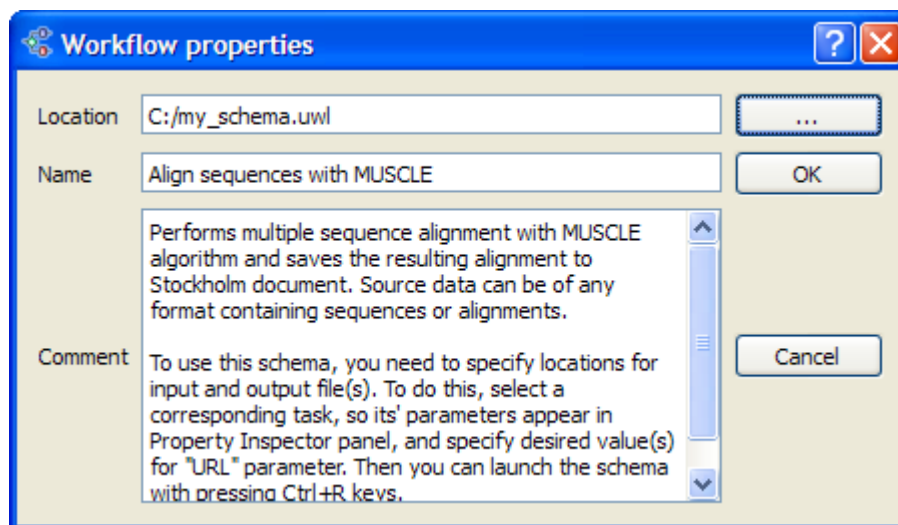 Workflow properties
Location C:/my_schema.uwl ...
Name Align sequences with MUSCLE OK
Performs multiple sequence alignment with MUSCLE
algorithm and saves the resulting alignment to
Stockholm document. Source data can be of any
format containing sequences or alignments.
Comment Cancel
To use this schema, you need to specify locations for
input and output file(s). To do this, select a
corresponding task, so its' parameters appear in
Property Inspector panel, and specify desired value(s)
for "URL" parameter. Then you can launch the schema
with pressing Ctrl+R keys.